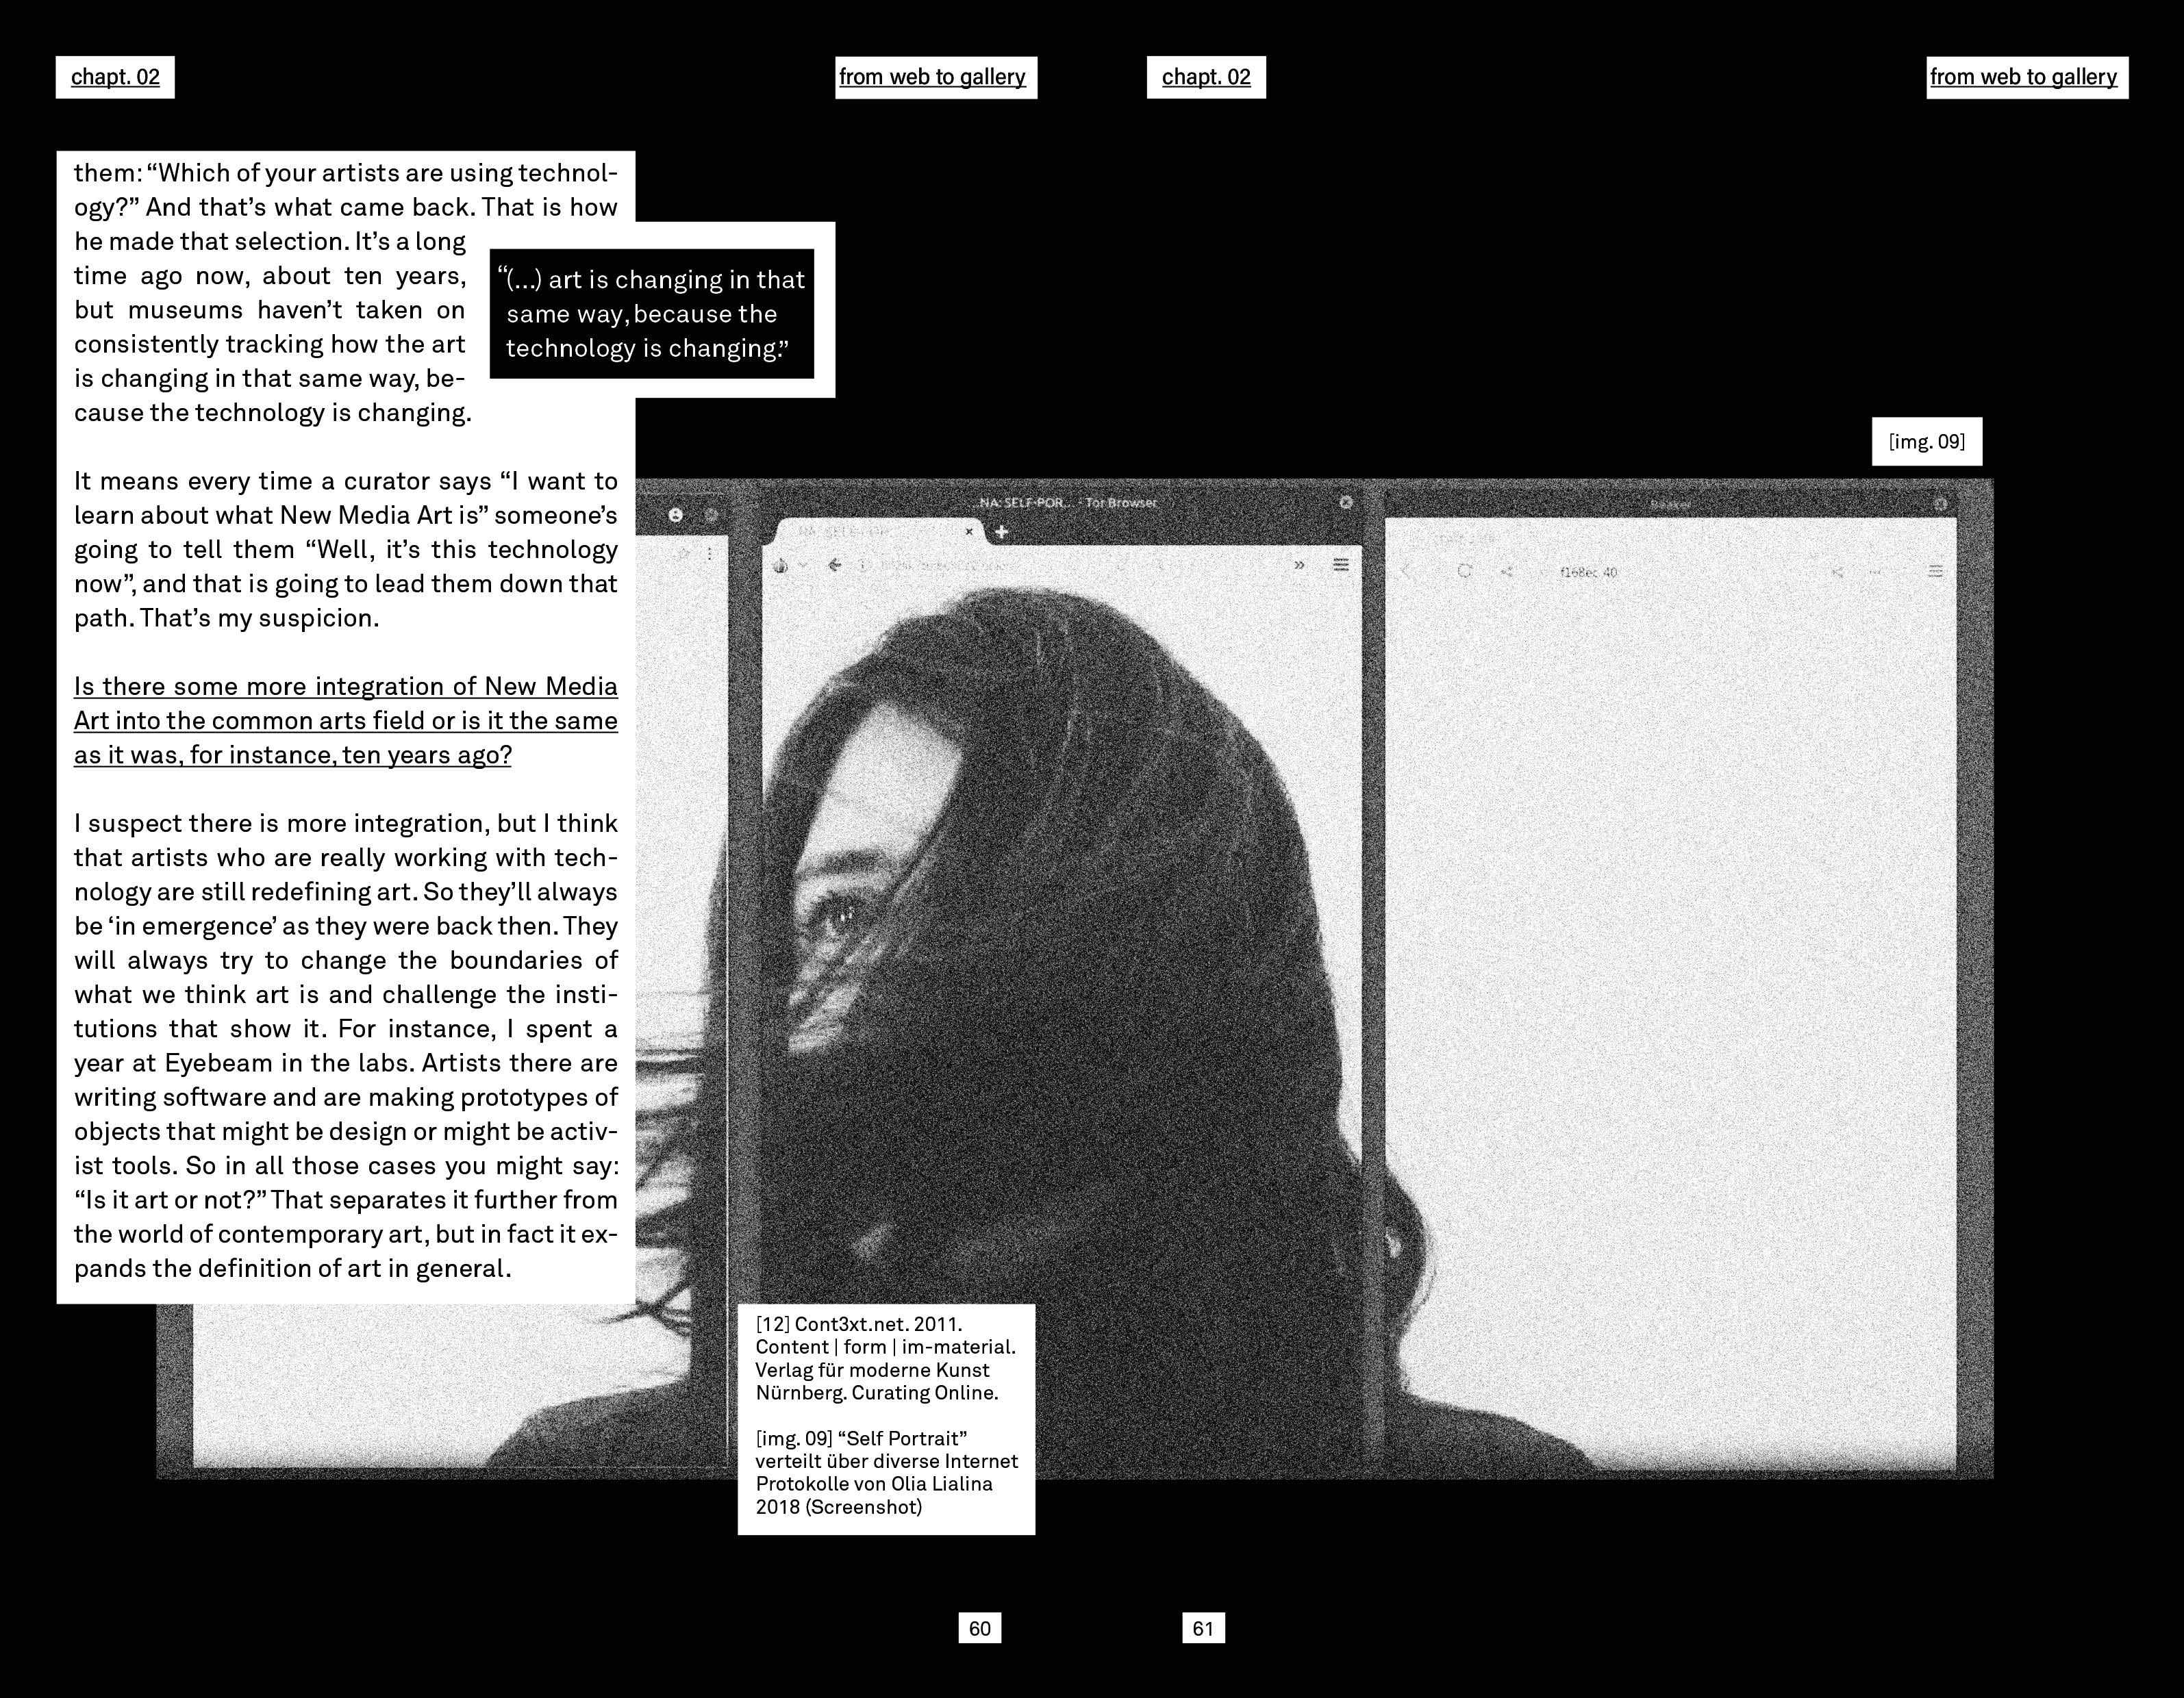 chapt. 02
from web to gallery
chapt. 02
from web to gallery
them: “Which of your artists are using technol-
ogy?” And that’s what came back. That is how
he made that selection. It’s a long
time ago now, about ten years,
but museums haven’t taken on
consistently tracking how the art
is changing in that same way, be-
cause the technology is changing.
“(...) art is changing in that
same way, because the
technology is changing.”
It means every time a curator says “I want to
learn about what New Media Art is” someone’s
going to tell them “Well, it’s this technology
now”, and that is going to lead them down that
path. That’s my suspicion.
Is there some more integration of New Media
Art into the common arts field or is it the same
as it was, for instance, ten years ago?
I suspect there is more integration, but I think
that artists who are really working with tech-
nology are still redefining art. So they’ll always
be ‘in emergence’ as they were back then. They
will always try to change the boundaries of
what we think art is and challenge the insti-
tutions that show it. For instance, I spent a
year at Eyebeam in the labs. Artists there are
writing software and are making prototypes of
objects that might be design or might be activ-
ist tools. So in all those cases you might say:
“Is it art or not?” That separates it further from
the world of contemporary art, but in fact it ex-
pands the definition of art in general.
[img. 09]
...NA: SELF-POR... - Tor Browser
Beaker
[12] Cont3xt.net. 2011.
Content | form | im-material.
Verlag für moderne Kunst
Nürnberg. Curating Online.
[img. 09] “Self Portrait”
verteilt über diverse Internet
Protokolle von Olia Lialina
2018 (Screenshot)
60
61